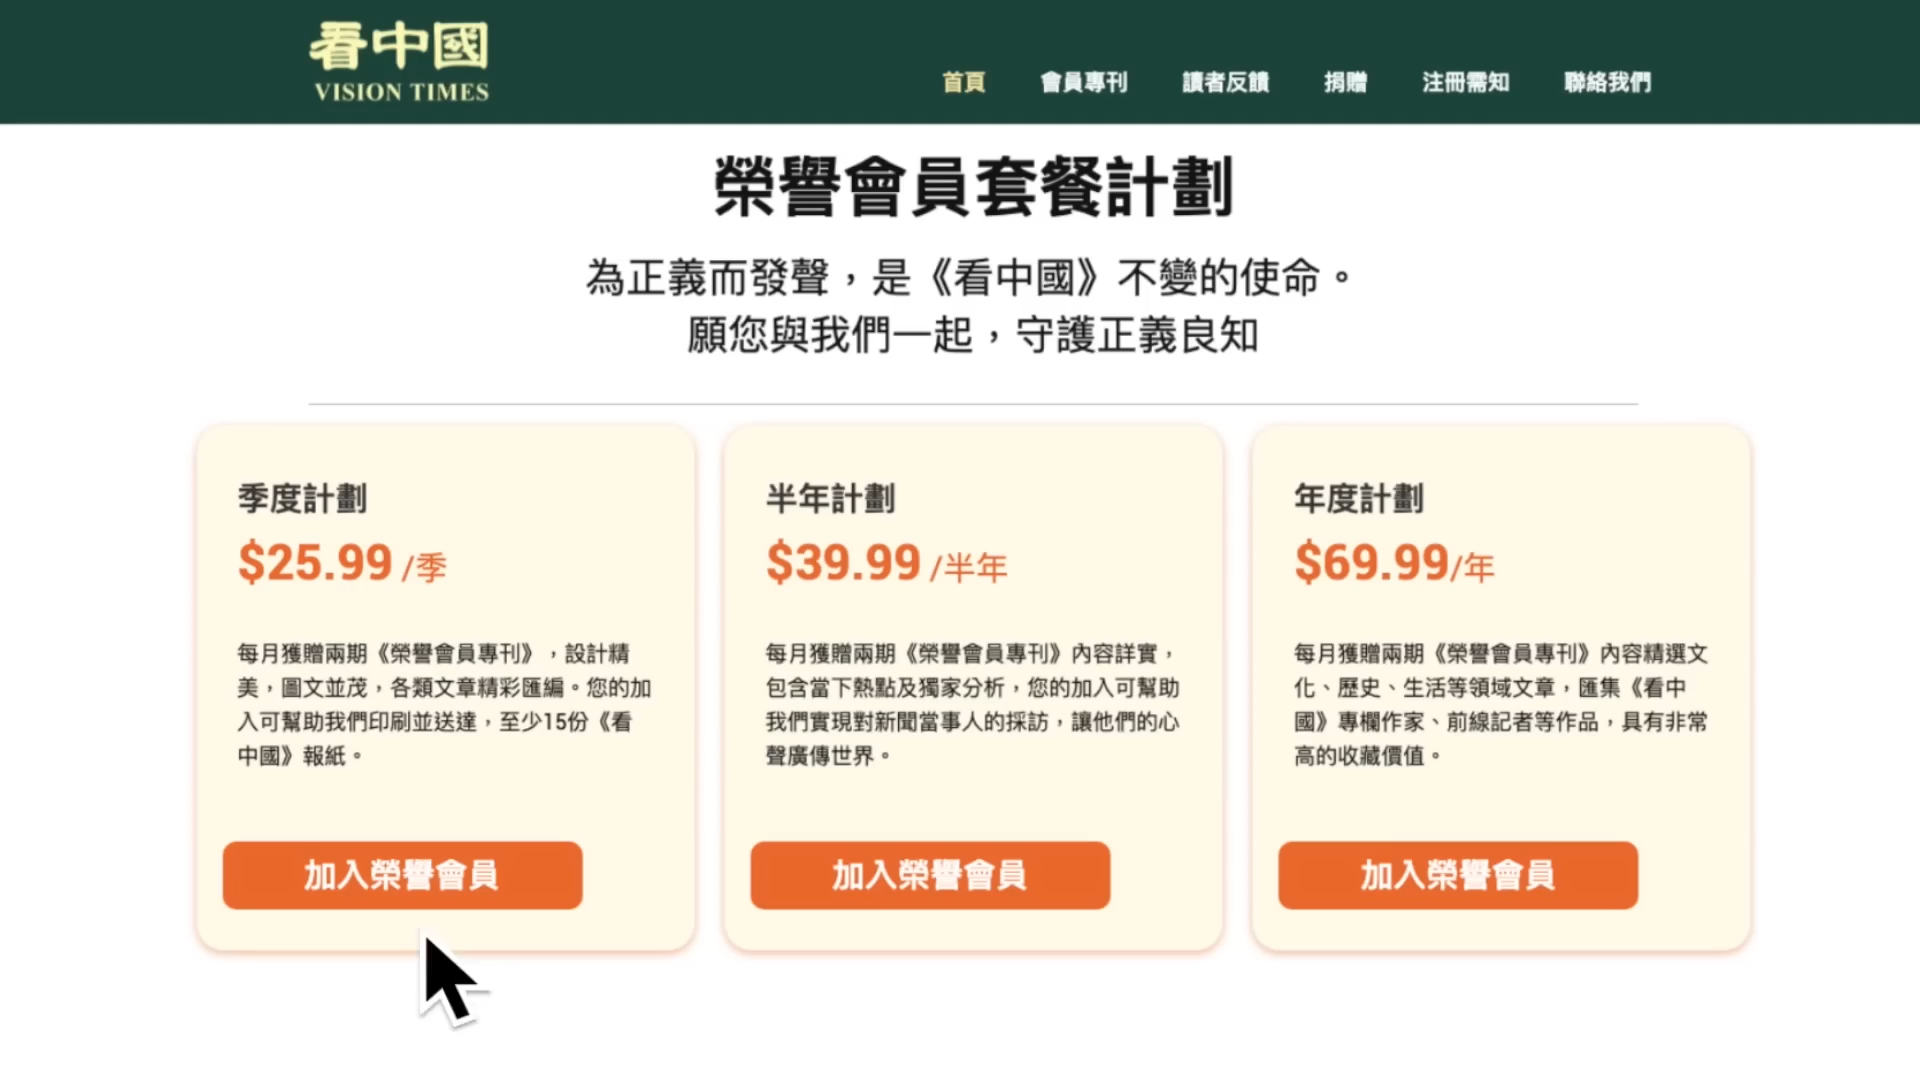 看中國
VISION TIMES
首頁 會員專刊 讀者反饋 捐贈 注冊需知 聯絡我們
榮譽會員套餐計劃
為正義而發聲，是《看中國》不變的使命。
願您與我們一起，守護正義良知
季度計劃
$25.99 /季
每月獲贈兩期《榮譽會員專刊》，設計精
美，圖文並茂，各類文章精彩匯編。您的加
入可幫助我們印刷並送達，至少15份《看
中國》報紙。
加入榮譽會員
半年計劃
$39.99 /半年
每月獲贈兩期《榮譽會員專刊》內容詳實，
包含當下熱點及獨家分析，您的加入可幫助
我們實現對新聞當事人的採訪，讓他們的心
聲廣傳世界。
加入榮譽會員
年度計劃
$69.99/年
每月獲贈兩期《榮譽會員專刊》內容精選文
化、歷史、生活等領域文章，匯集《看中
國》專欄作家、前線記者等作品，具有非常
高的收藏價值。
加入榮譽會員